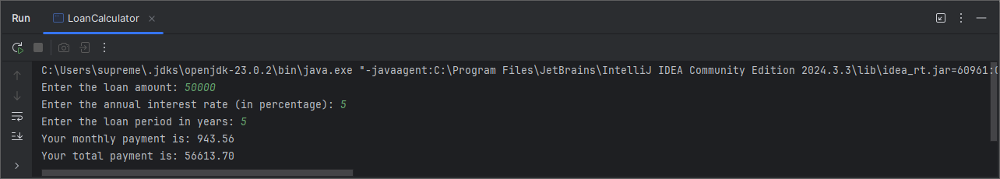 Run LoanCalculator
C:\Users\supreme\.jdks\openjdk-23.0.2\bin\java.exe "-javaagent:C:\Program Files\JetBrains\IntelliJ IDEA Community Edition 2024.3.3\lib\idea_rt.jar=60961:C
Enter the loan amount: 50000
Enter the annual interest rate (in percentage): 5
Enter the loan period in years: 5
Your monthly payment is: 943.56
Your total payment is: 56613.70